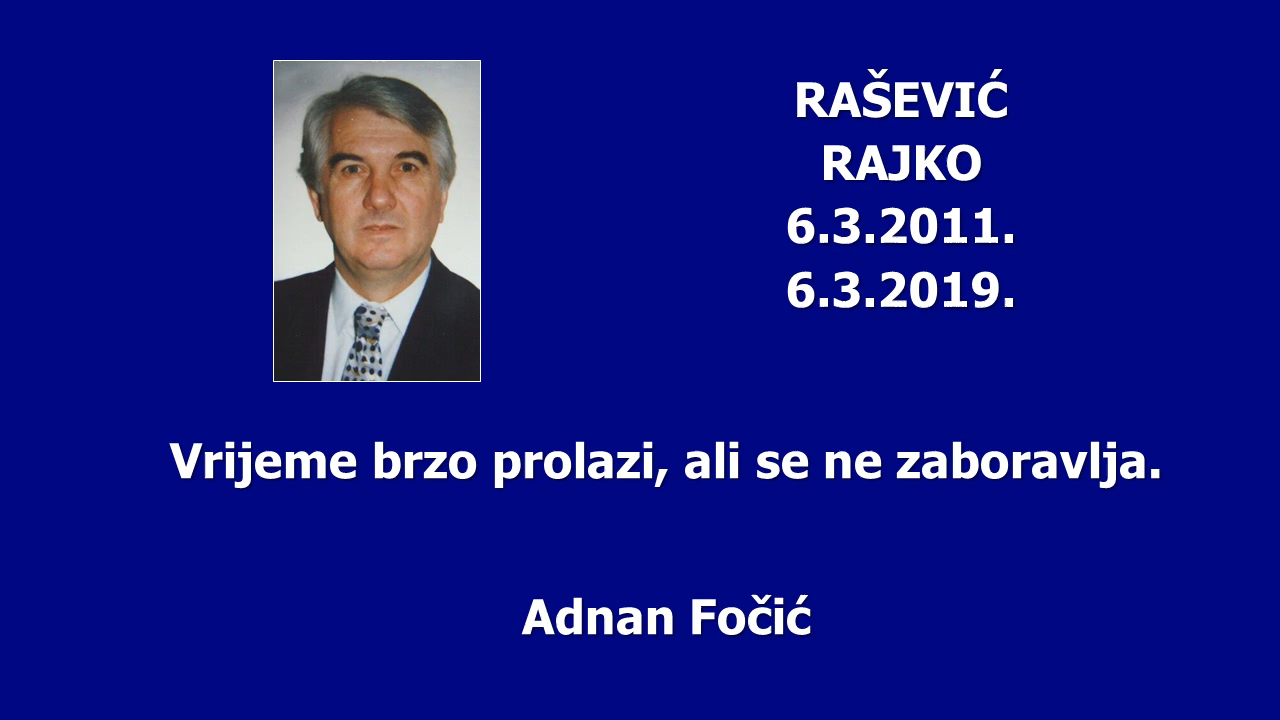 RAŠEVIĆ
RAJKO
6.3.2011.
6.3.2019.
Vrijeme brzo prolazi, ali se ne zaboravlja.
Adnan Fočić